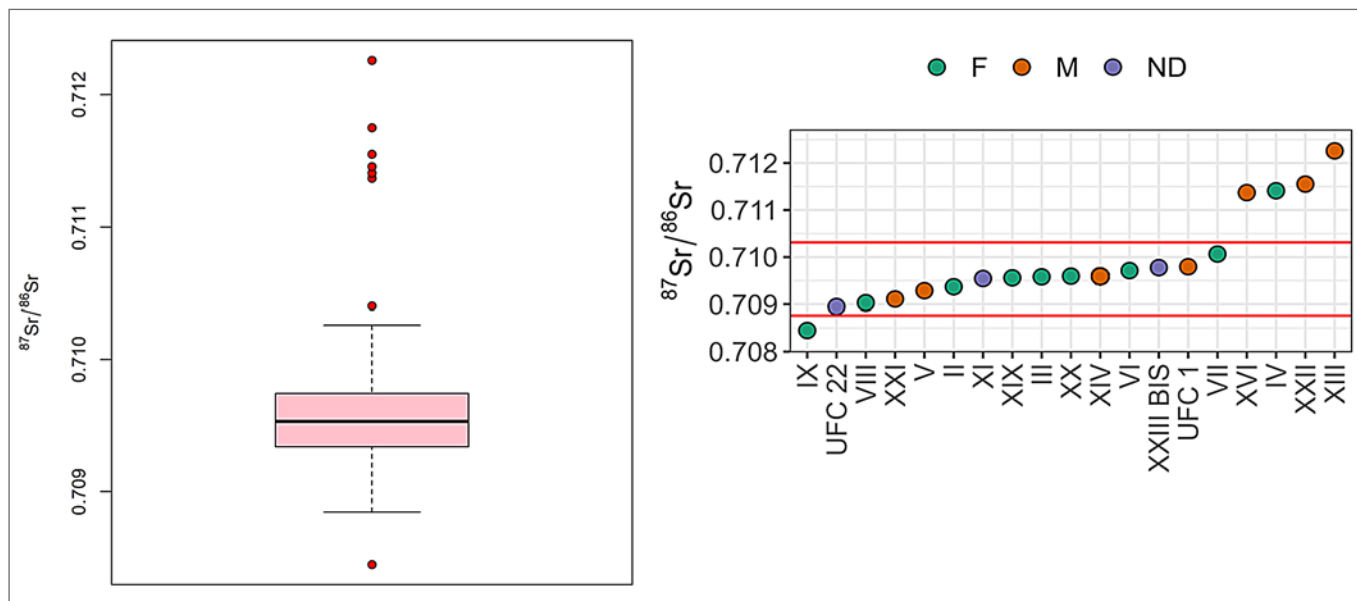 0.712
0.711
0.710
0.709
⁸⁷Sr/⁸⁶Sr
F M ND
⁸⁷Sr/⁸⁶Sr
0.712
0.711
0.710
0.709
0.708
IX
UFC 22
VIII
XXI
V
II
XI
XIX
III
XX
XIV
VI
XXIII BIS
UFC 1
VII
XVI
IV
XXII
XIII